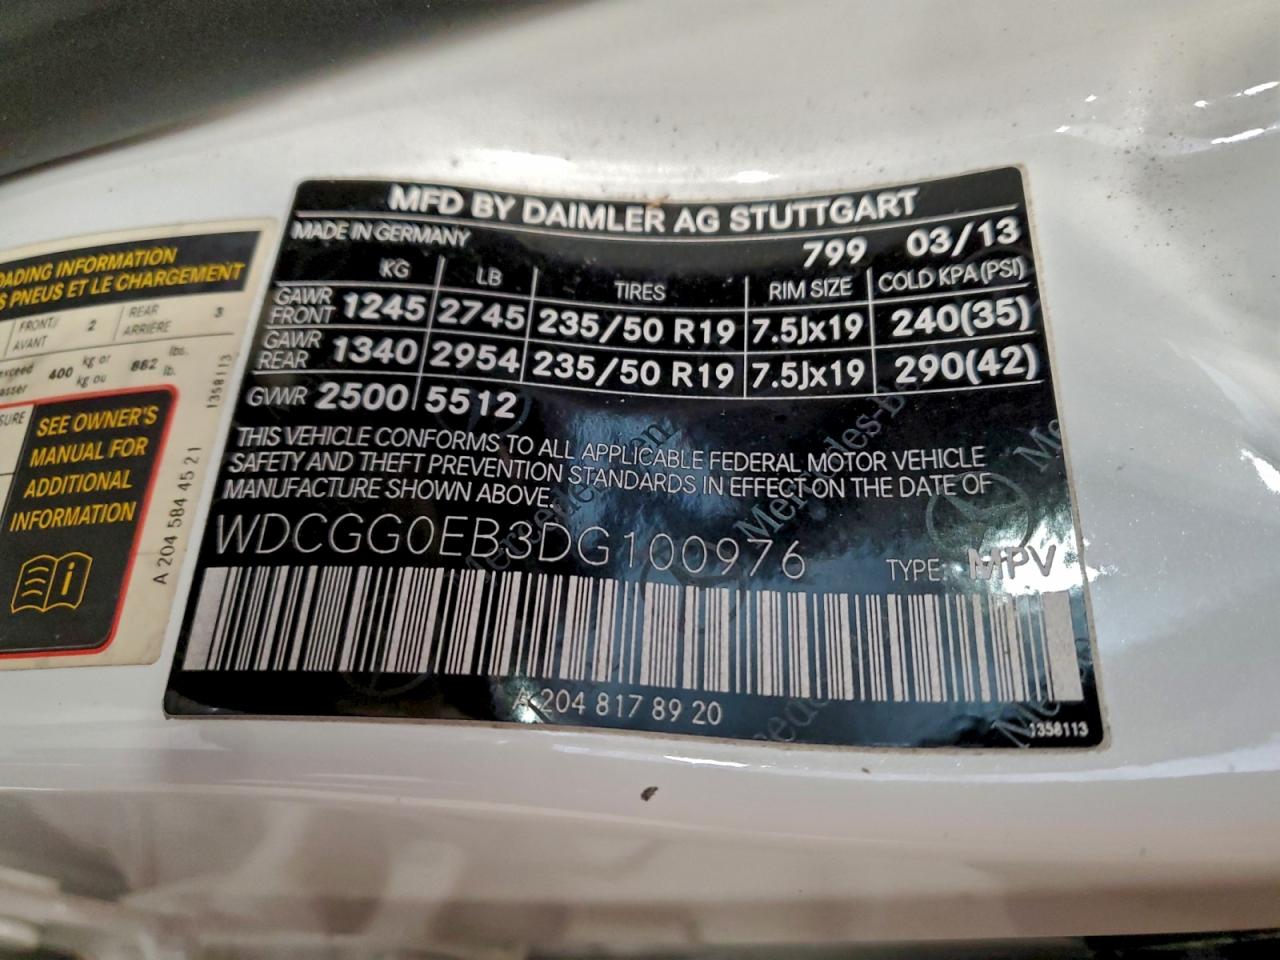 OADING INFORMATION
S PNEUS ET LE CHARGEMENT
FRONT/
AVANT
2
REAR
ARRIÈRE
3
400
kg or
kg ou
882
lbs.
lb.
SEE OWNER'S
MANUAL FOR
ADDITIONAL
INFORMATION
1358113
A 204 584 45 21
MFD BY DAIMLER AG STUTTGART
MADE IN GERMANY 799 03/13
KG LB TIRES RIM SIZE COLD KPA(PSI)
GAWR FRONT 1245 2745 235/50 R19 7.5Jx19 240(35)
GAWR REAR 1340 2954 235/50 R19 7.5Jx19 290(42)
GVWR 2500 5512
THIS VEHICLE CONFORMS TO ALL APPLICABLE FEDERAL MOTOR VEHICLE
SAFETY AND THEFT PREVENTION STANDARDS IN EFFECT ON THE DATE OF
MANUFACTURE SHOWN ABOVE.
WDCGG0EB3DG100976 TYPE: MPV
A 204 817 89 20
1358113